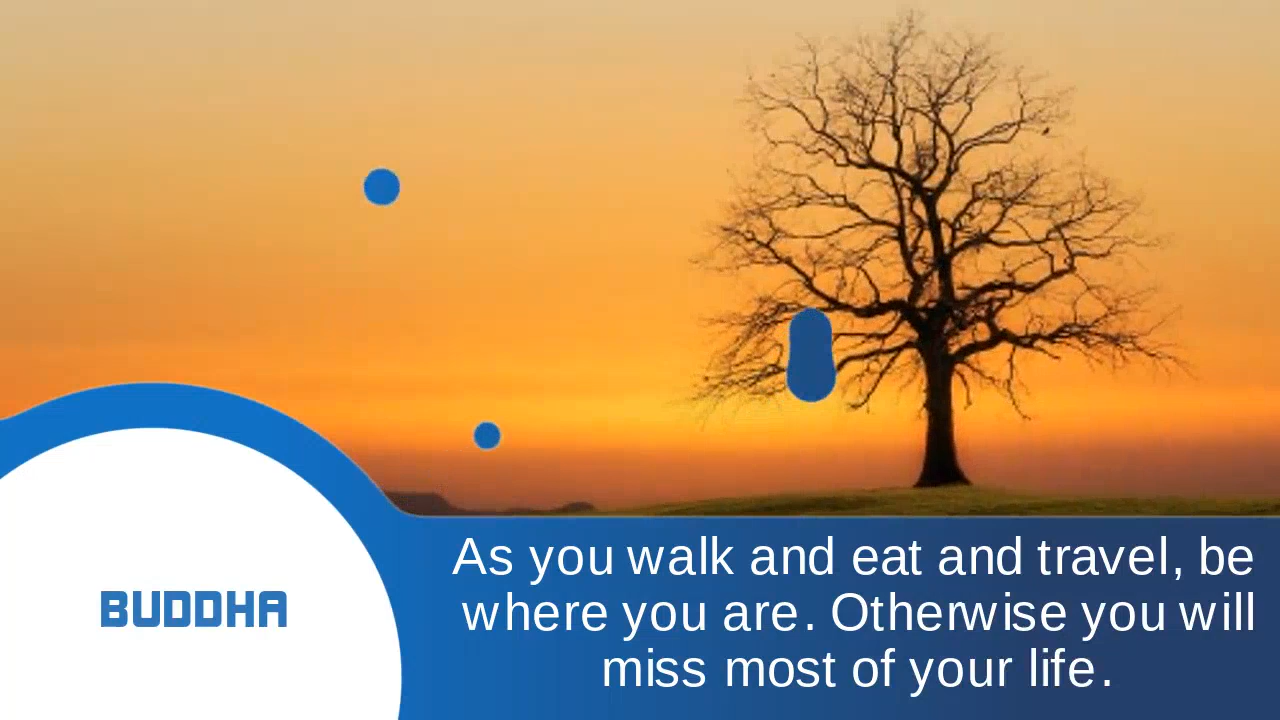 BUDDHA
As you walk and eat and travel, be
where you are. Otherwise you will
miss most of your life.